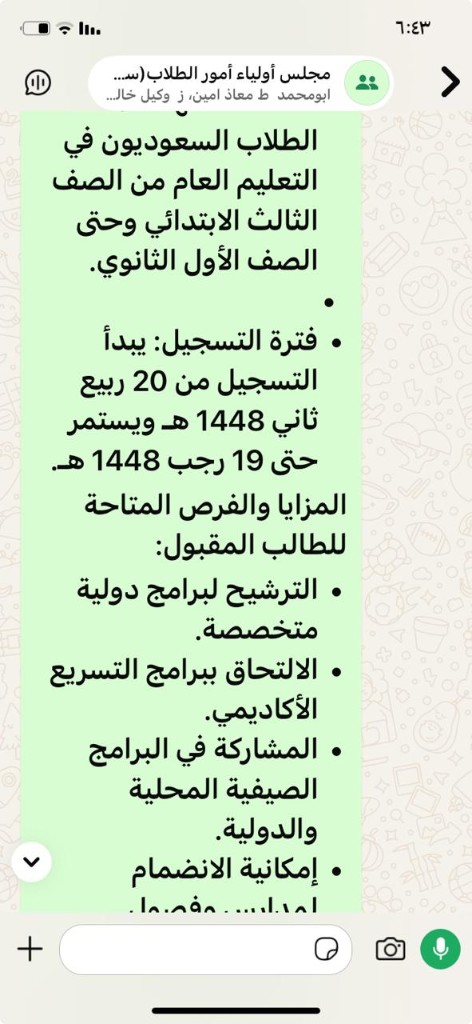 ٦:٤٣
مجلس أولياء أمور الطلاب(س...
ابومحمد ط معاذ امين، ز وكيل خال...
الطلاب السعوديون في
التعليم العام من الصف
الثالث الابتدائي وحتى
الصف الأول الثانوي.
•
• فترة التسجيل: يبدأ
التسجيل من 20 ربيع
ثاني 1448 هـ ويستمر
حتى 19 رجب 1448 هـ.
المزايا والفرص المتاحة
للطالب المقبول:
• الترشيح لبرامج دولية
متخصصة.
• الالتحاق ببرامج التسريع
الأكاديمي.
• المشاركة في البرامج
الصيفية المحلية
والدولية.
• إمكانية الانضمام
لمدارس وفصول